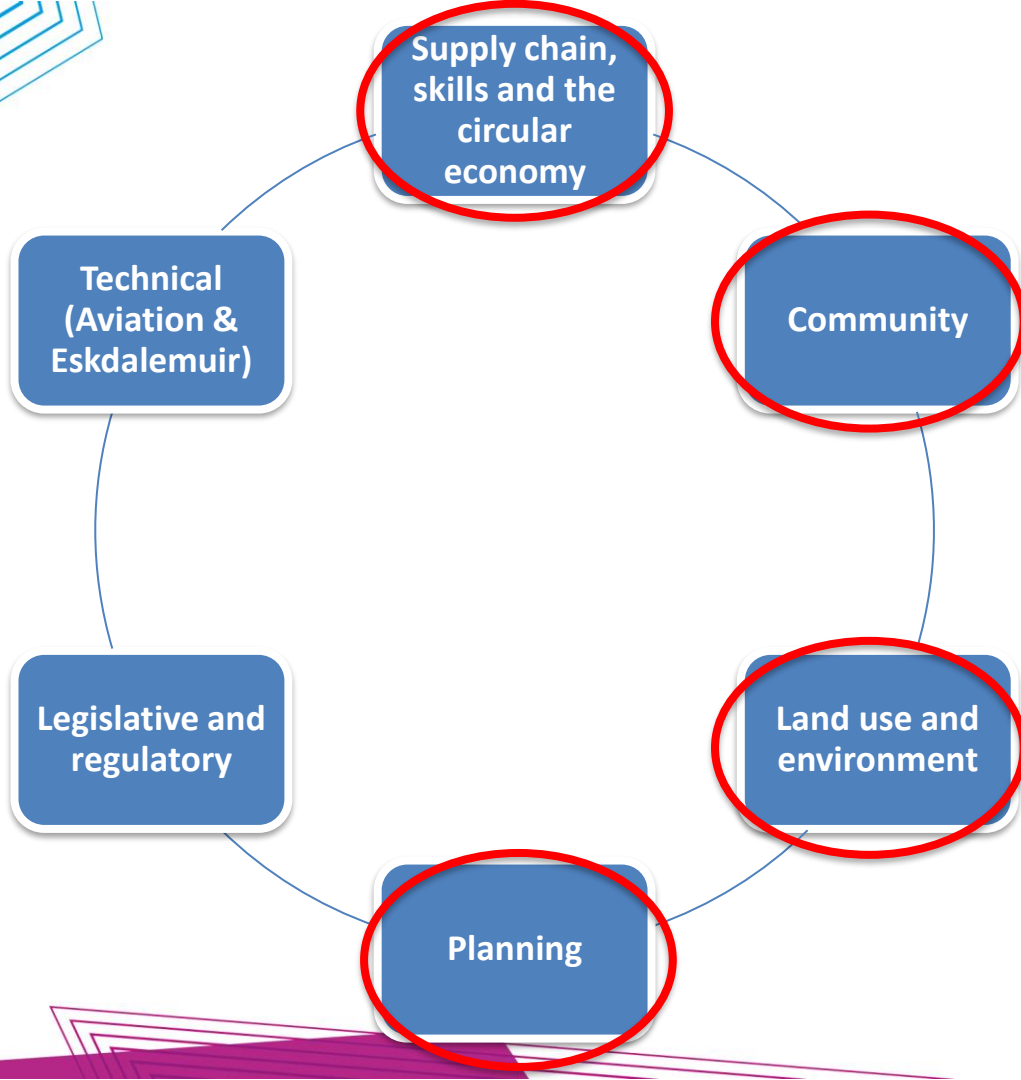 Supply chain,
skills and the
circular
economy
Community
Land use and
environment
Planning
Legislative and
regulatory
Technical
(Aviation &
Eskdalemuir)